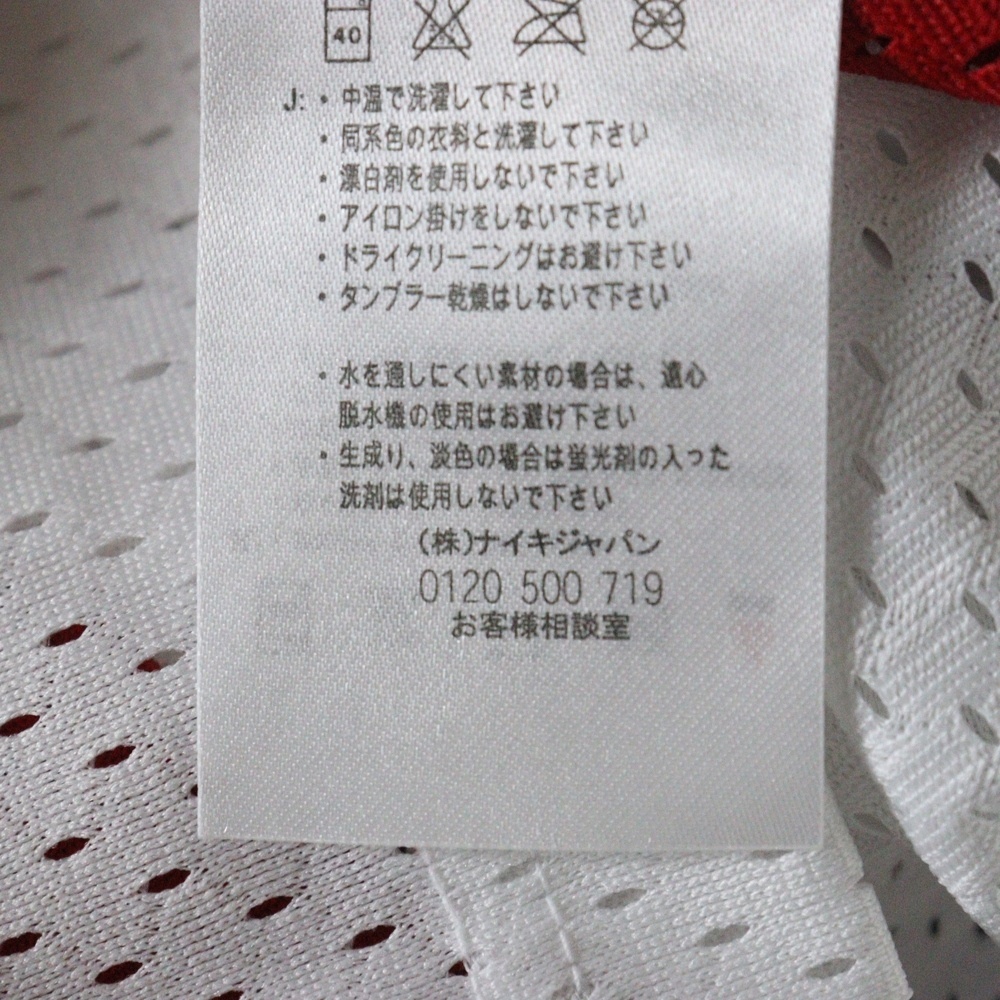 40
J: ・中温で洗濯して下さい
・同系色の衣料と洗濯して下さい
・漂白剤を使用しないで下さい
・アイロン掛けをしないで下さい
・ドライクリーニングはお避け下さい
・タンブラー乾燥はしないで下さい
・水を通しにくい素材の場合は、遠心
脱水機の使用はお避け下さい
・生成り、淡色の場合は蛍光剤の入った
洗剤は使用しないで下さい
(株)ナイキジャパン
0120 500 719
お客様相談室